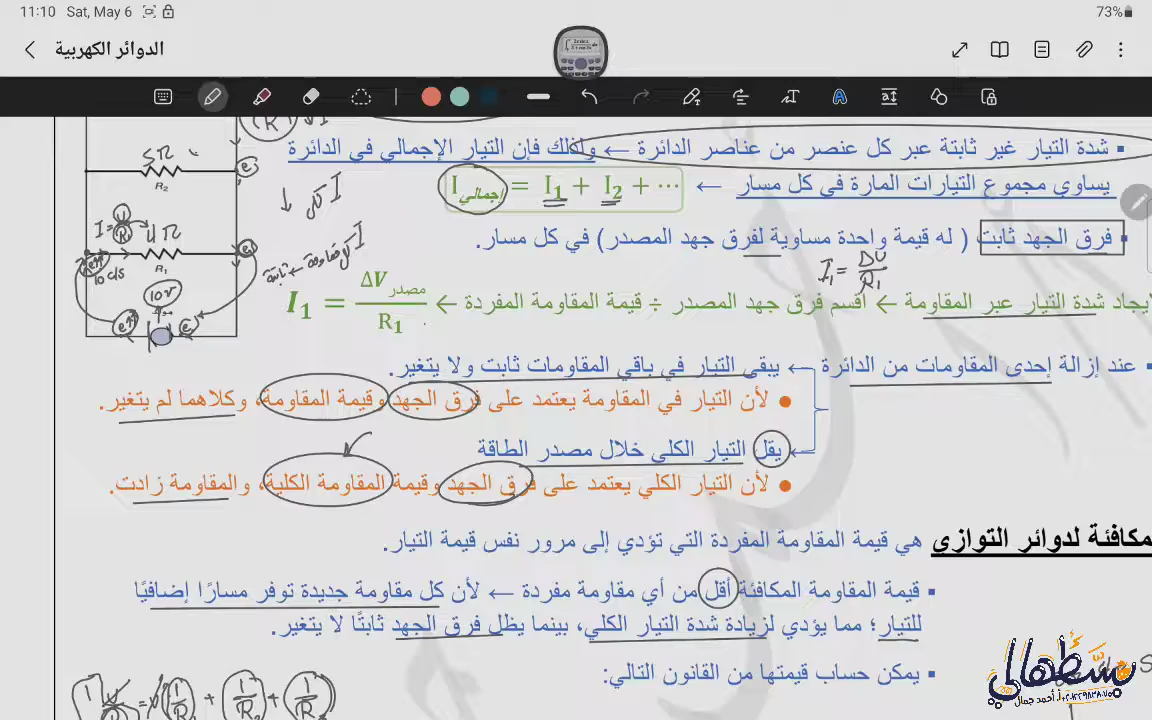 11:10 Sat, May 6 73%
الدوائر الكهربية
▪ شدة التيار غير ثابتة عبر كل عنصر من عناصر الدائرة ← ولذلك فإن التيار الإجمالي في الدائرة
يساوي مجموع التيارات المارة في كل مسار ← I إجمالي = I1 + I2 + ⋯
5Ω
R2
I كلي
▪ فرق الجهد ثابت ( له قيمة واحدة مساوية لفرق جهد المصدر) في كل مسار.
I1 = ΔV / R1
4Ω
R1
10 c/s
10v
لإيجاد شدة التيار عبر المقاومة ← اقسم فرق جهد المصدر ÷ قيمة المقاومة المفردة ← I1 = ΔV مصدر / R1
▪ عند إزالة إحدى المقاومات من الدائرة ← يبقى التيار في باقي المقاومات ثابت ولا يتغير.
● لأن التيار في المقاومة يعتمد على فرق الجهد وقيمة المقاومة، وكلاهما لم يتغير.
← يقل التيار الكلي خلال مصدر الطاقة
● لأن التيار الكلي يعتمد على فرق الجهد وقيمة المقاومة الكلية، والمقاومة زادت.
مكافئة لدوائر التوازي هي قيمة المقاومة المفردة التي تؤدي إلى مرور نفس قيمة التيار.
▪ قيمة المقاومة المكافئة أقل من أي مقاومة مفردة ← لأن كل مقاومة جديدة توفر مسارًا إضافيًا
للتيار؛ مما يؤدي لزيادة شدة التيار الكلي، بينما يظل فرق الجهد ثابتًا لا يتغير.
▪ يمكن حساب قيمتها من القانون التالي:
بسطهالي
أ. أحمد جمال